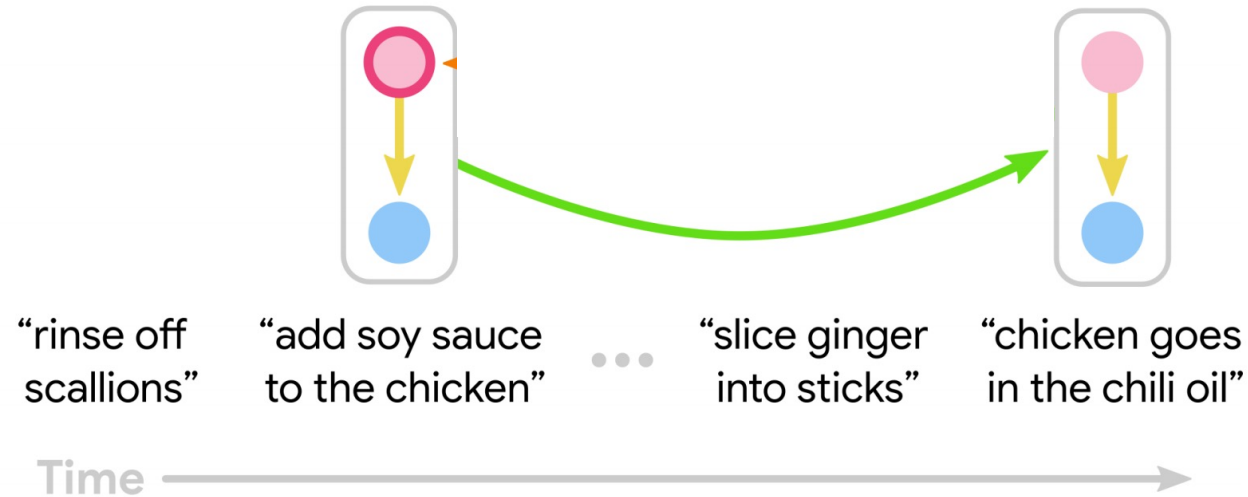 “rinse off
scallions”
“add soy sauce
to the chicken”
“slice ginger
into sticks”
“chicken goes
in the chili oil”
Time